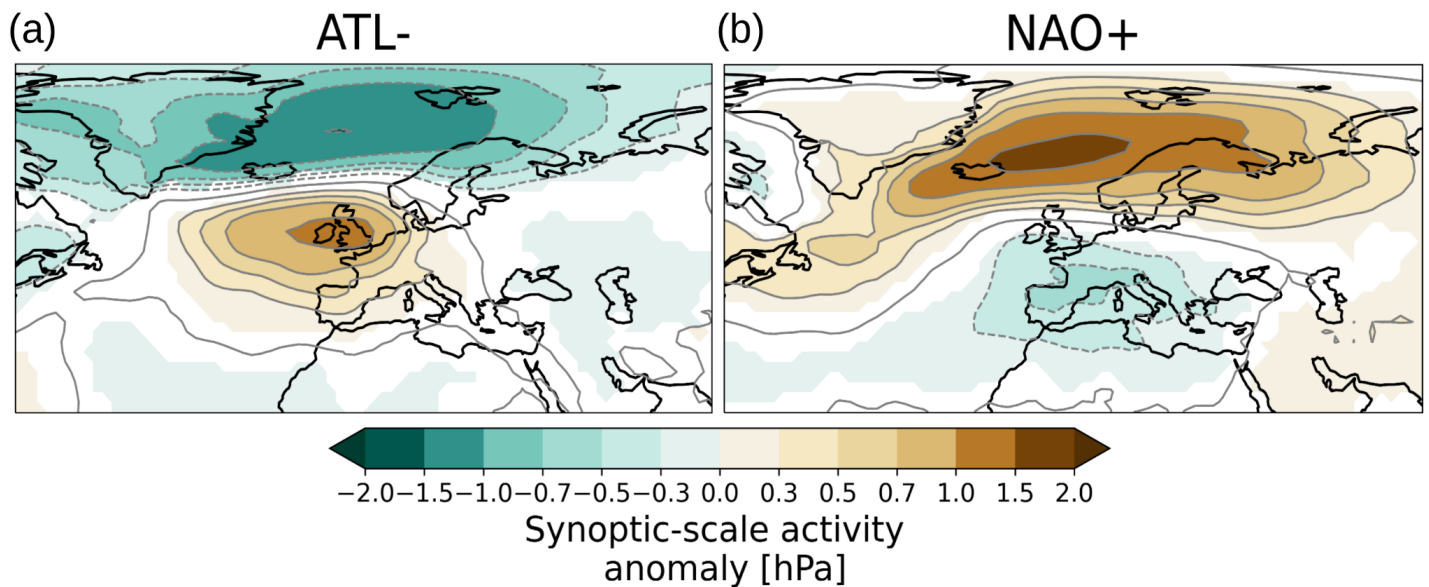 (a) ATL- (b) NAO+
−2.0 −1.5 −1.0 −0.7 −0.5 −0.3 0.0 0.3 0.5 0.7 1.0 1.5 2.0
Synoptic-scale activity
anomaly [hPa]